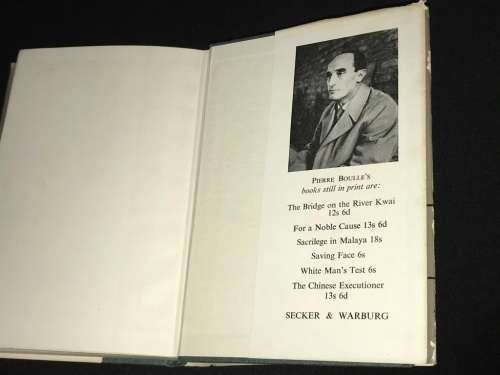 PIERRE BOULLE'S
books still in print are:
The Bridge on the River Kwai
12s 6d
For a Noble Cause 13s 6d
Sacrilege in Malaya 18s
Saving Face 6s
White Man's Test 6s
The Chinese Executioner
13s 6d
SECKER & WARBURG